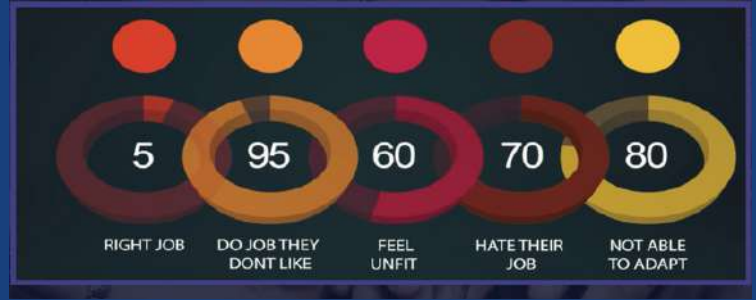 5 95 60 70 80
RIGHT JOB
DO JOB THEY
DONT LIKE
FEEL
UNFIT
HATE THEIR
JOB
NOT ABLE
TO ADAPT